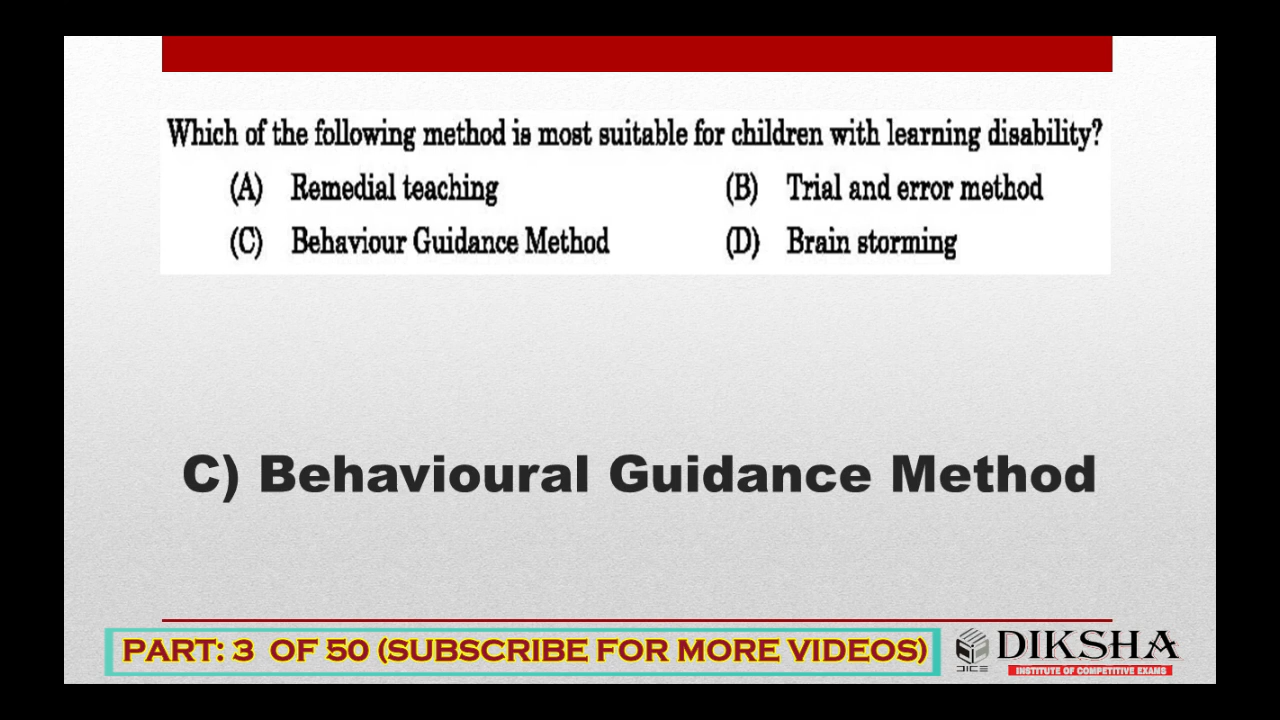 Which of the following method is most suitable for children with learning disability?
(A) Remedial teaching (B) Trial and error method
(C) Behaviour Guidance Method (D) Brain storming
C) Behavioural Guidance Method
PART: 3 OF 50 (SUBSCRIBE FOR MORE VIDEOS)
DICE
DIKSHA
INSTITUTE OF COMPETITIVE EXAMS